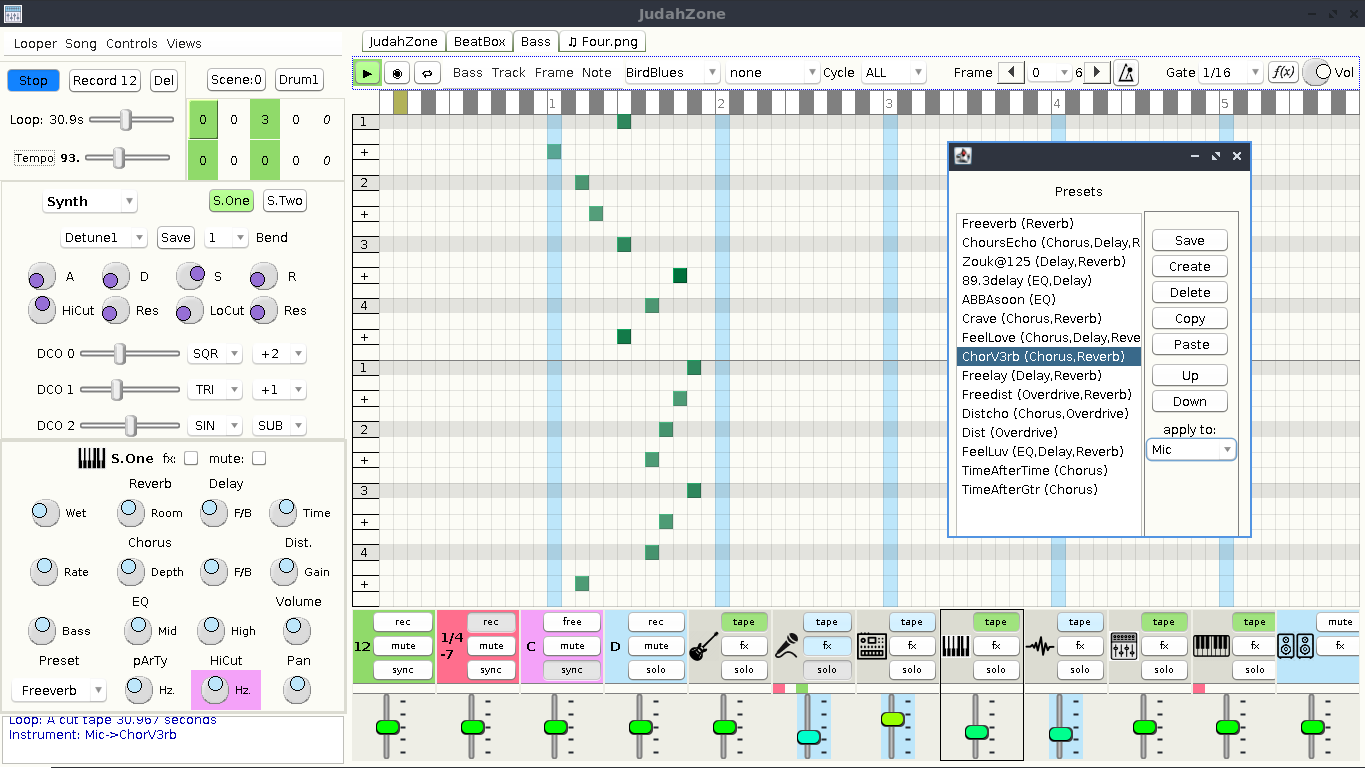 JudahZone
Looper Song Controls Views
JudahZone BeatBox Bass ♫ Four.png
Stop Record 12 Del Scene:0 Drum1
Bass Track Frame Note BirdBlues none Cycle ALL Frame 0 6 Gate 1/16 f(x) Vol
1 2 3 4 5
Loop: 30.9s
0 0 3 0 0
Tempo 93.
0 0 0 0 0
Synth S.One S.Two
Detune1 Save 1 Bend
A D S R
HiCut Res LoCut Res
DCO 0 SQR +2
DCO 1 TRI +1
DCO 2 SIN SUB
S.One fx: mute:
Reverb Delay
Wet Room F/B Time
Chorus Dist.
Rate Depth F/B Gain
EQ Volume
Bass Mid High
Preset pArTy HiCut Pan
Freeverb Hz. Hz.
Loop: A cut tape 30.967 seconds
Instrument: Mic->ChorV3rb
1
+
2
+
3
+
4
+
1
+
2
+
3
+
4
+
Presets
Freeverb (Reverb)
ChoursEcho (Chorus,Delay,R
Zouk@125 (Delay,Reverb)
89.3delay (EQ,Delay)
ABBAsoon (EQ)
Crave (Chorus,Reverb)
FeelLove (Chorus,Delay,Reve
ChorV3rb (Chorus,Reverb)
Freelay (Delay,Reverb)
Freedist (Overdrive,Reverb)
Distcho (Chorus,Overdrive)
Dist (Overdrive)
FeelLuv (EQ,Delay,Reverb)
TimeAfterTime (Chorus)
TimeAfterGtr (Chorus)
Save
Create
Delete
Copy
Paste
Up
Down
apply to:
Mic
rec rec free rec tape tape tape tape tape tape tape mute
12 mute 1/4 -7 mute C mute D mute fx fx fx fx fx fx fx fx
sync sync sync solo solo solo solo solo solo solo solo